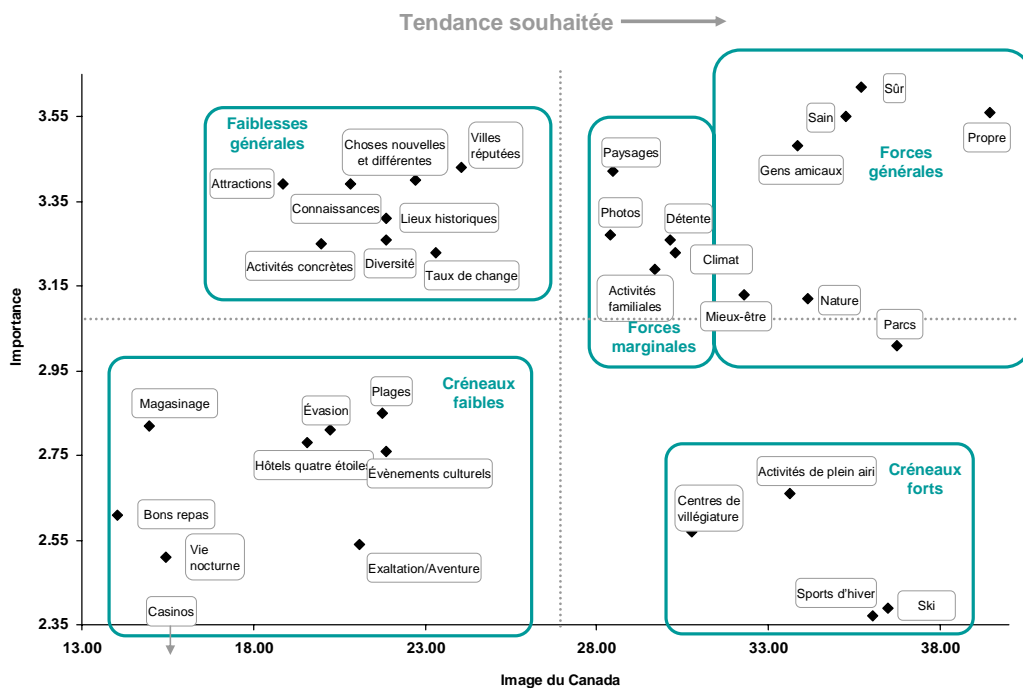 Tendance souhaitée
Importance
3.55
3.35
3.15
2.95
2.75
2.55
2.35
Faiblesses
générales
Choses nouvelles
et différentes
Villes
réputées
Attractions
Connaissances
Lieux historiques
Activités concrètes
Diversité
Taux de change
Paysages
Photos
Détente
Climat
Activités
familiales
Forces
marginales
Sûr
Sain
Propre
Gens amicaux
Forces
générales
Mieux-être
Nature
Parcs
Créneaux
faibles
Magasinage
Évasion
Plages
Hôtels quatre étoiles
Évènements culturels
Bons repas
Vie
nocturne
Exaltation/Aventure
Casinos
Créneaux
forts
Activités de plein airi
Centres de
villégiature
Sports d'hiver
Ski
13.00
18.00
23.00
28.00
33.00
38.00
Image du Canada